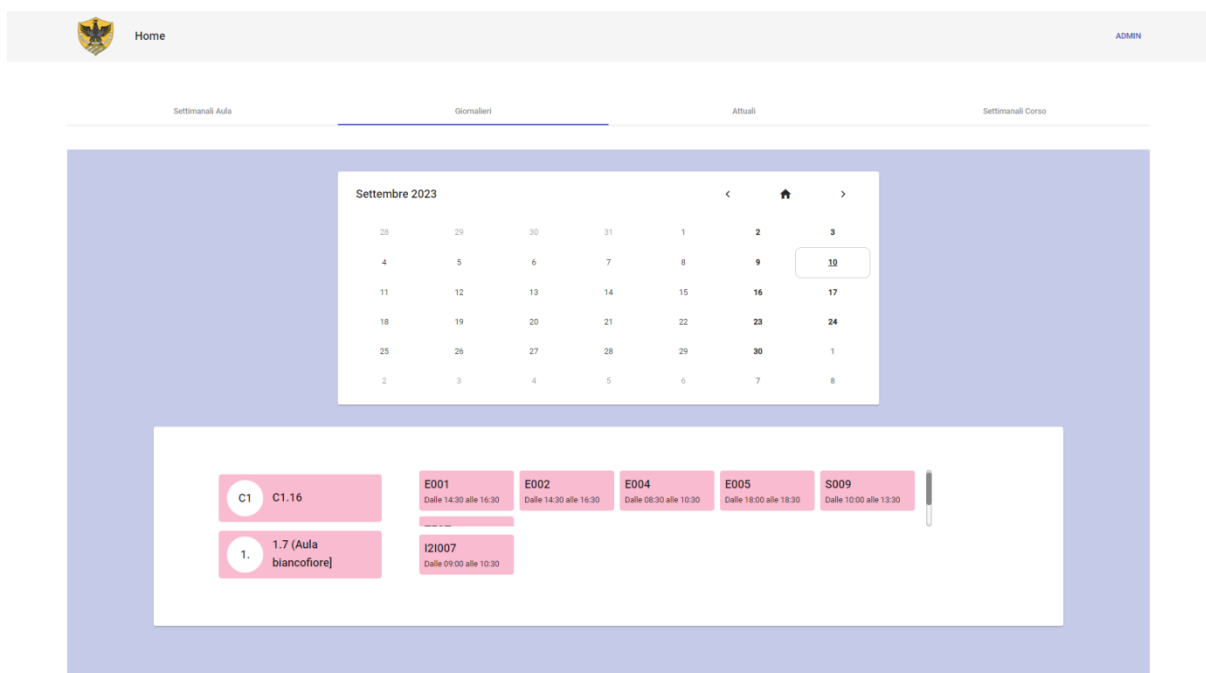 Home
ADMIN
Settimanali Aula
Giornalieri
Attuali
Settimanali Corso
Settembre 2023
28 29 30 31 1 2 3
4 5 6 7 8 9 10
11 12 13 14 15 16 17
18 19 20 21 22 23 24
25 26 27 28 29 30 1
2 3 4 5 6 7 8
C1
C1.16
E001
Dalle 14:30 alle 16:30
E002
Dalle 14:30 alle 16:30
E004
Dalle 08:30 alle 10:30
E005
Dalle 18:00 alle 18:30
S009
Dalle 10:00 alle 13:30
1.
1.7 (Aula
biancofiore]
I2I007
Dalle 09:00 alle 10:30